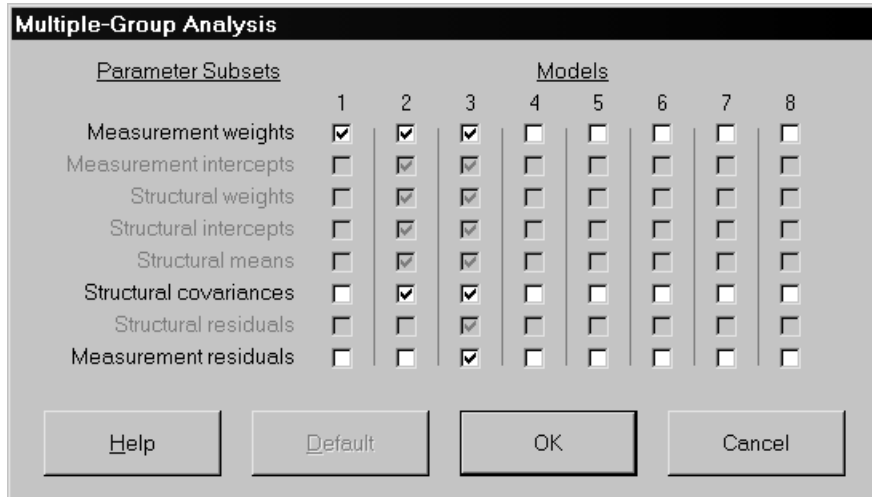 Multiple-Group Analysis
Parameter Subsets Models
1 2 3 4 5 6 7 8
Measurement weights
Measurement intercepts
Structural weights
Structural intercepts
Structural means
Structural covariances
Structural residuals
Measurement residuals
Help Default OK Cancel